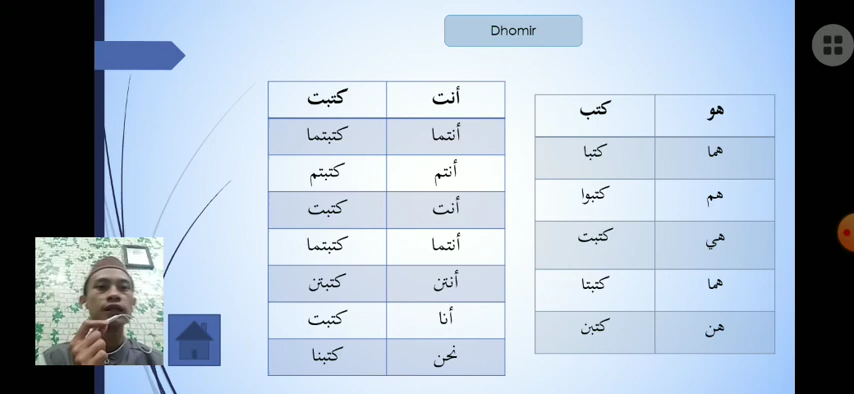 Dhomir
هو كتب
هما كتبا
هم كتبوا
هي كتبت
هما كتبتا
هن كتبن
أنت كتبت
أنتما كتبتما
أنتم كتبتم
أنت كتبت
أنتما كتبتما
أنتن كتبتن
أنا كتبت
نحن كتبنا